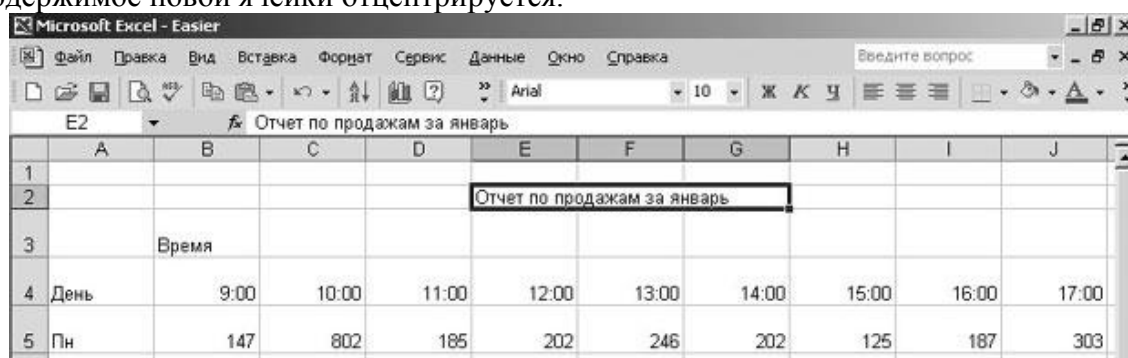 одержимое новой ячейки отцентрируется.
Microsoft Excel - Easier
Файл Правка Вид Вставка Формат Сервис Данные Окно Справка Введите вопрос
Arial 10 Ж К Ч
E2 fx Отчет по продажам за январь
A B C D E F G H I J
1
2 Отчет по продажам за январь
3 Время
4 День 9:00 10:00 11:00 12:00 13:00 14:00 15:00 16:00 17:00
5 Пн 147 802 185 202 246 202 125 187 303